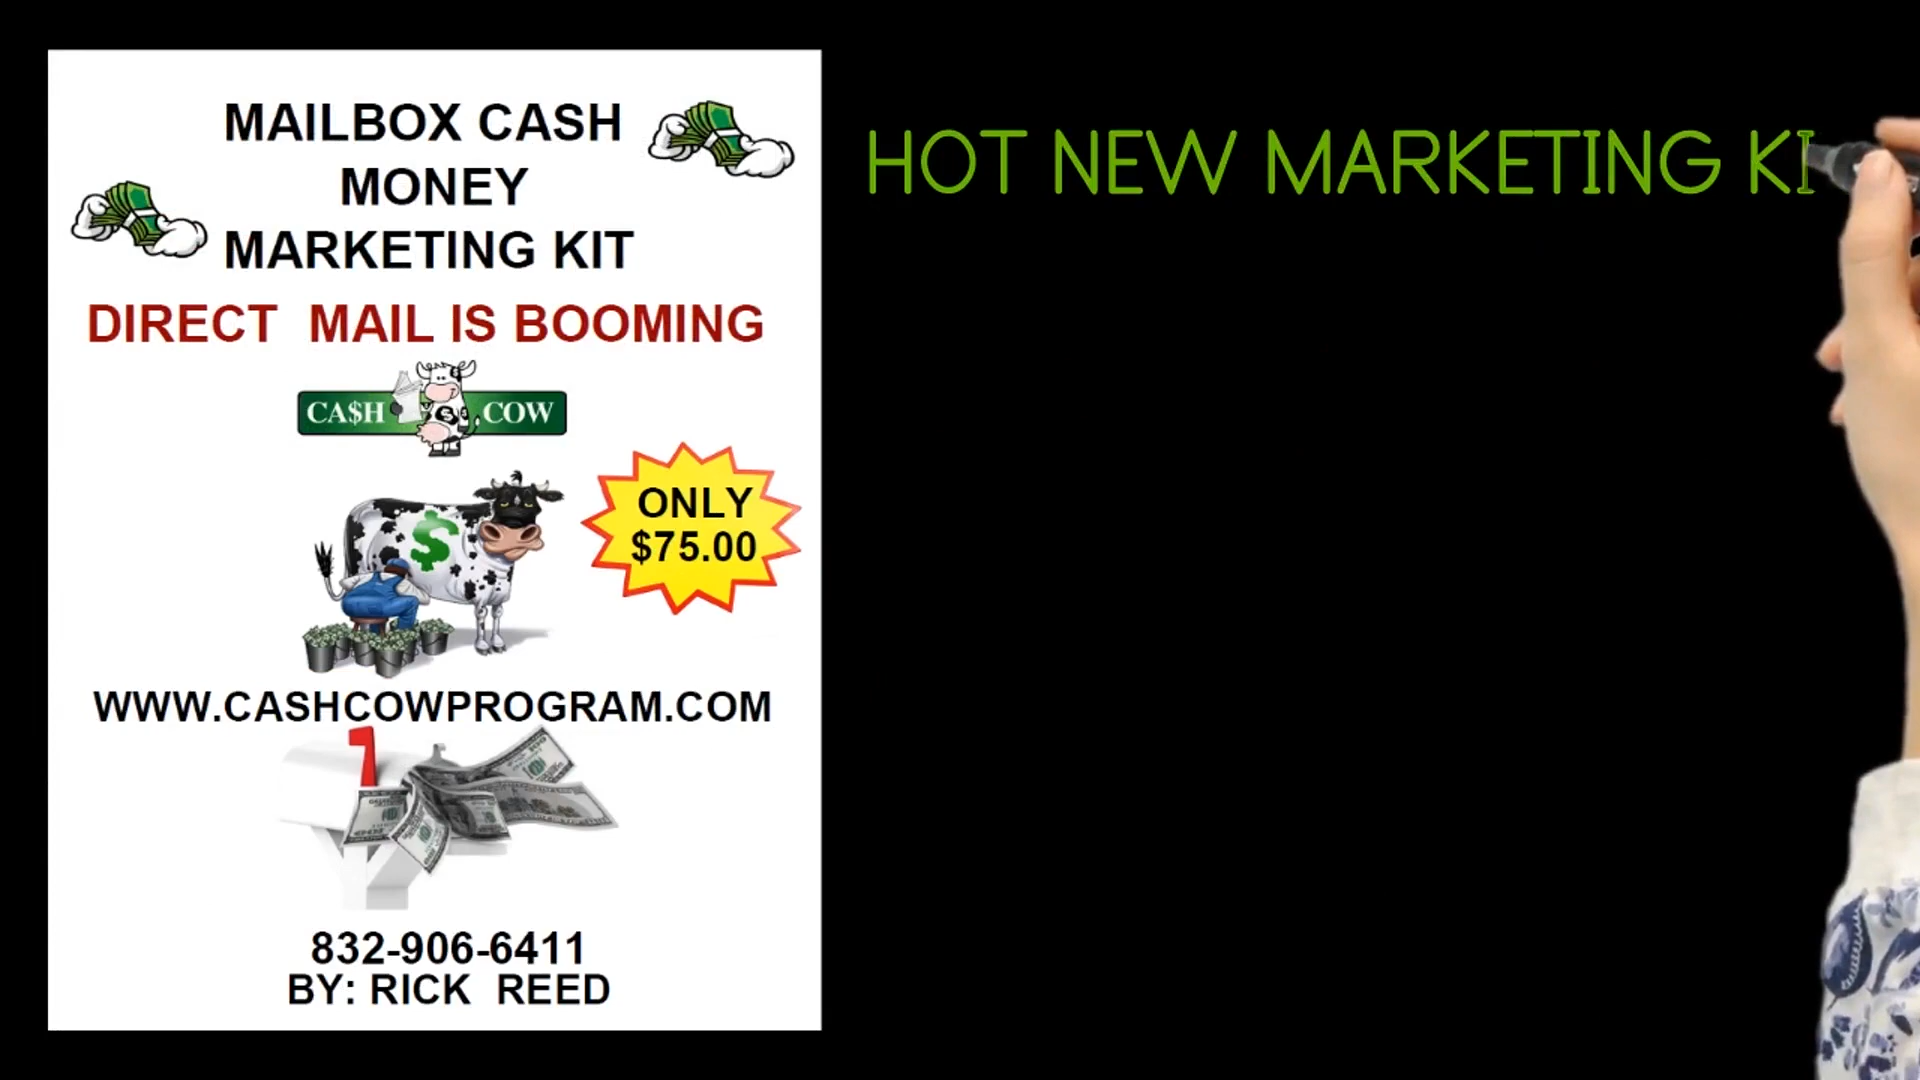 MAILBOX CASH
MONEY
MARKETING KIT
DIRECT MAIL IS BOOMING
CA$H COW
ONLY
$75.00
WWW.CASHCOWPROGRAM.COM
832-906-6411
BY: RICK REED
HOT NEW MARKETING KI